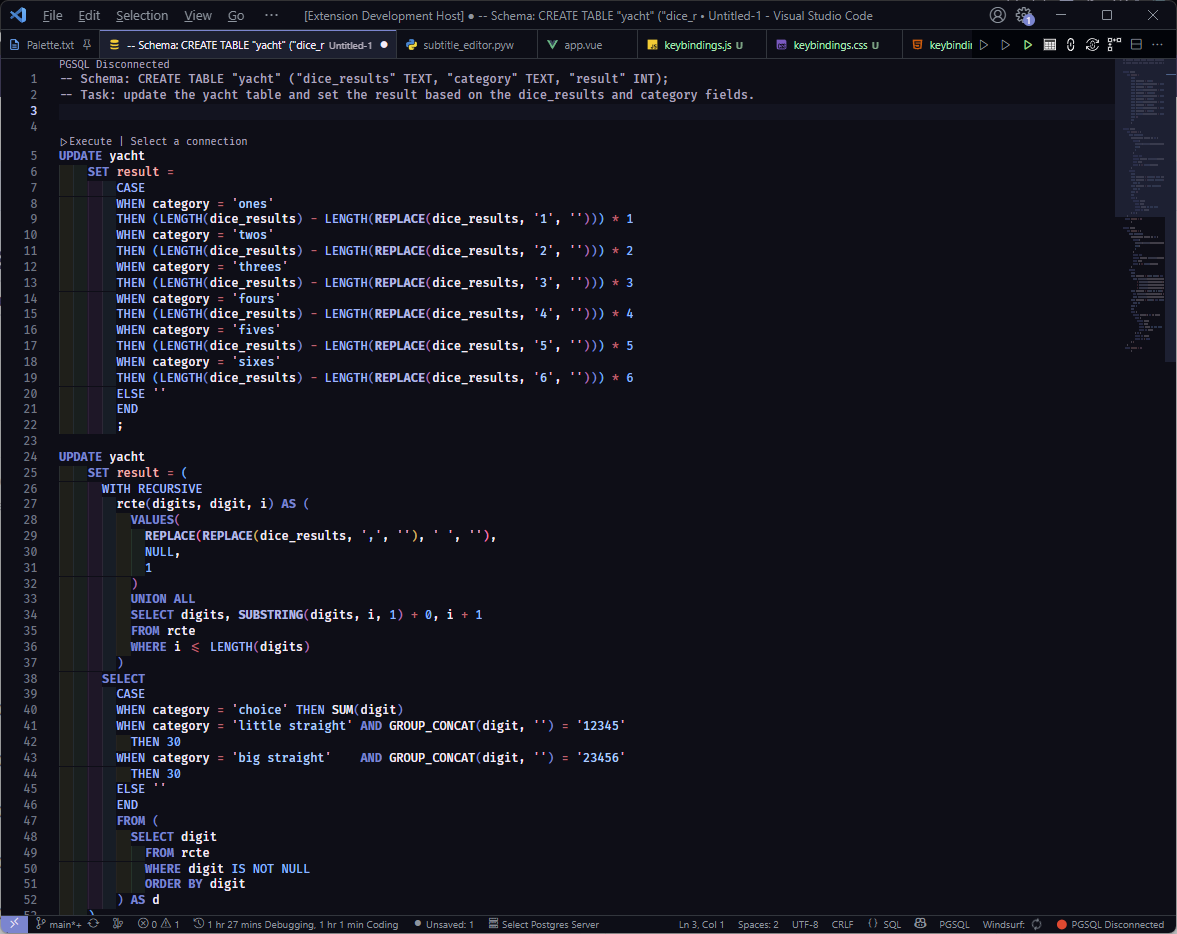 File Edit Selection View Go ··· [Extension Development Host] ● -- Schema: CREATE TABLE "yacht" ("dice_r • Untitled-1 - Visual Studio Code 1
Palette.txt -- Schema: CREATE TABLE "yacht" ("dice_r Untitled-1 ● subtitle_editor.pyw app.vue keybindings.js U keybindings.css U keybindin ···
PGSQL Disconnected
1 -- Schema: CREATE TABLE "yacht" ("dice_results" TEXT, "category" TEXT, "result" INT);
2 -- Task: update the yacht table and set the result based on the dice_results and category fields.
3
4
▷Execute | Select a connection
5 UPDATE yacht
6 SET result =
7 CASE
8 WHEN category = 'ones'
9 THEN (LENGTH(dice_results) - LENGTH(REPLACE(dice_results, '1', ''))) * 1
10 WHEN category = 'twos'
11 THEN (LENGTH(dice_results) - LENGTH(REPLACE(dice_results, '2', ''))) * 2
12 WHEN category = 'threes'
13 THEN (LENGTH(dice_results) - LENGTH(REPLACE(dice_results, '3', ''))) * 3
14 WHEN category = 'fours'
15 THEN (LENGTH(dice_results) - LENGTH(REPLACE(dice_results, '4', ''))) * 4
16 WHEN category = 'fives'
17 THEN (LENGTH(dice_results) - LENGTH(REPLACE(dice_results, '5', ''))) * 5
18 WHEN category = 'sixes'
19 THEN (LENGTH(dice_results) - LENGTH(REPLACE(dice_results, '6', ''))) * 6
20 ELSE ''
21 END
22 ;
23
24 UPDATE yacht
25 SET result = (
26 WITH RECURSIVE
27 rcte(digits, digit, i) AS (
28 VALUES(
29 REPLACE(REPLACE(dice_results, ',', ''), ' ', ''),
30 NULL,
31 1
32 )
33 UNION ALL
34 SELECT digits, SUBSTRING(digits, i, 1) + 0, i + 1
35 FROM rcte
36 WHERE i <= LENGTH(digits)
37 )
38 SELECT
39 CASE
40 WHEN category = 'choice' THEN SUM(digit)
41 WHEN category = 'little straight' AND GROUP_CONCAT(digit, '') = '12345'
42 THEN 30
43 WHEN category = 'big straight' AND GROUP_CONCAT(digit, '') = '23456'
44 THEN 30
45 ELSE ''
46 END
47 FROM (
48 SELECT digit
49 FROM rcte
50 WHERE digit IS NOT NULL
51 ORDER BY digit
52 ) AS d
53 )
main*+ 0 1 1 hr 27 mins Debugging, 1 hr 1 min Coding Unsaved: 1 Select Postgres Server Ln 3, Col 1 Spaces: 2 UTF-8 CRLF SQL PGSQL Windsurf: PGSQL Disconnected